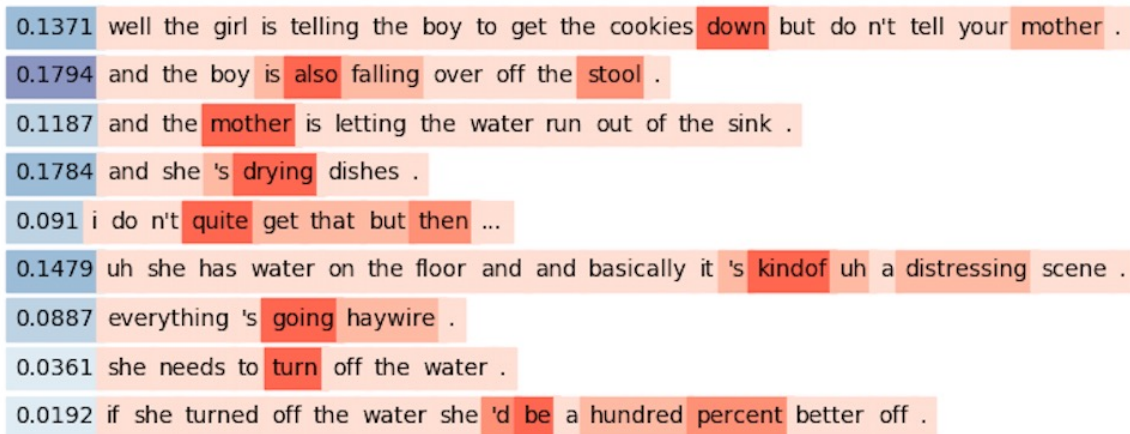 0.1371 well the girl is telling the boy to get the cookies down but do n't tell your mother .
0.1794 and the boy is also falling over off the stool .
0.1187 and the mother is letting the water run out of the sink .
0.1784 and she 's drying dishes .
0.091 i do n't quite get that but then ...
0.1479 uh she has water on the floor and and basically it 's kindof uh a distressing scene .
0.0887 everything 's going haywire .
0.0361 she needs to turn off the water .
0.0192 if she turned off the water she 'd be a hundred percent better off .